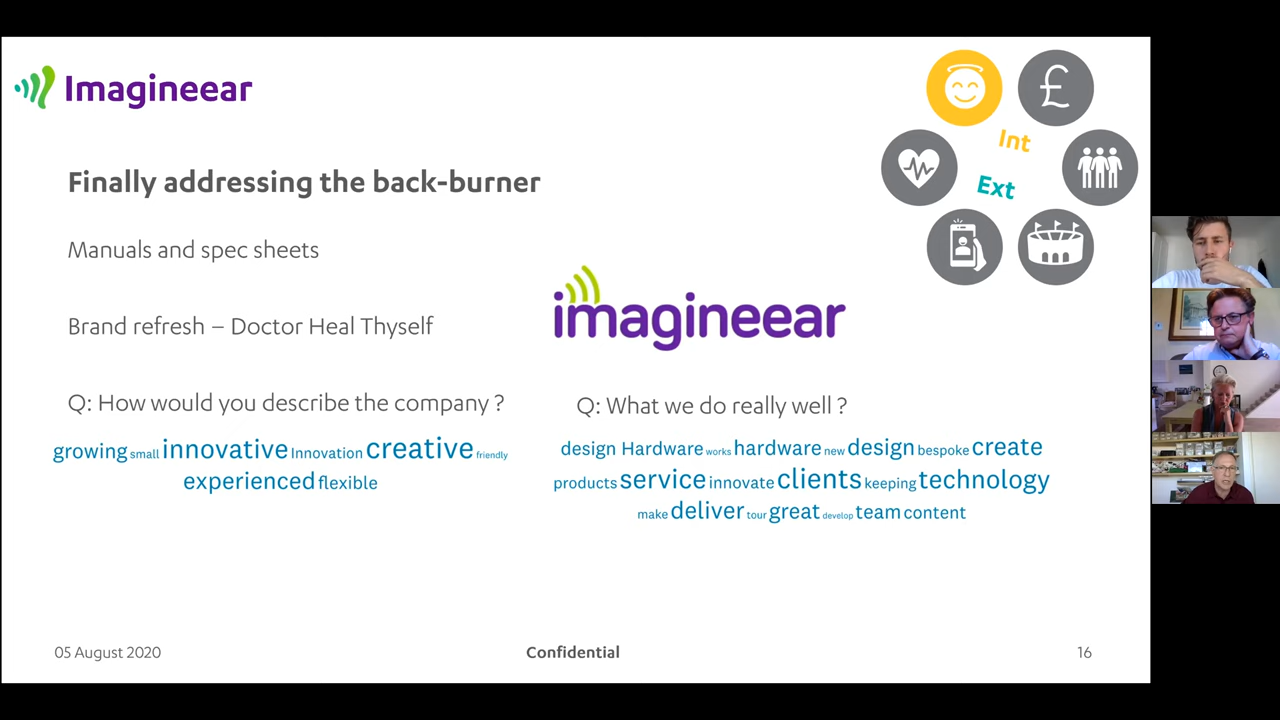 Imagineear
£
Int
Ext
Finally addressing the back-burner
Manuals and spec sheets
Brand refresh – Doctor Heal Thyself
imagineear
Q: How would you describe the company ?
growing small innovative Innovation creative friendly
experienced flexible
Q: What we do really well ?
design Hardware works hardware new design bespoke create
products service innovate clients keeping technology
make deliver tour great develop team content
05 August 2020
Confidential
16